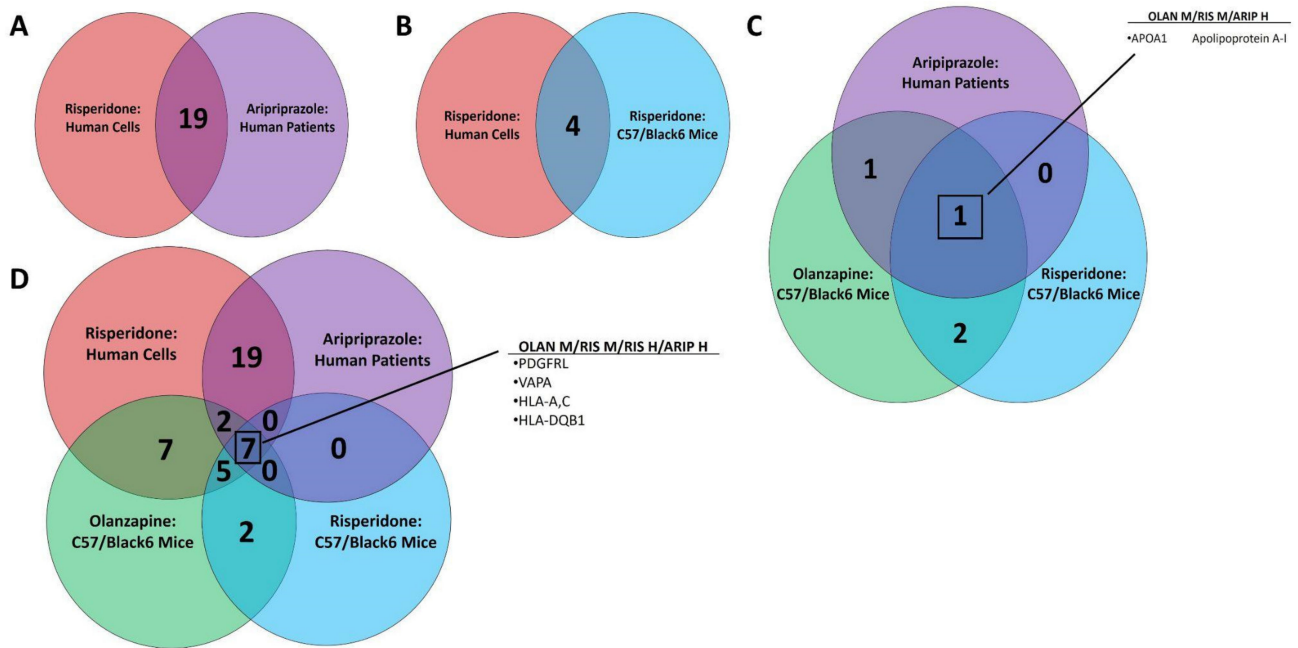 A
Risperidone:
Human Cells
19
Aripriprazole:
Human Patients
B
Risperidone:
Human Cells
4
Risperidone:
C57/Black6 Mice
C
OLAN M/RIS M/ARIP H
•APOA1 Apolipoprotein A-I
Aripiprazole:
Human Patients
1
0
1
Olanzapine:
C57/Black6 Mice
Risperidone:
C57/Black6 Mice
2
D
Risperidone:
Human Cells
19
Aripriprazole:
Human Patients
OLAN M/RIS M/RIS H/ARIP H
•PDGFRL
•VAPA
•HLA-A,C
•HLA-DQB1
2 0
7 7 0
5 0
Olanzapine:
C57/Black6 Mice
2
Risperidone:
C57/Black6 Mice